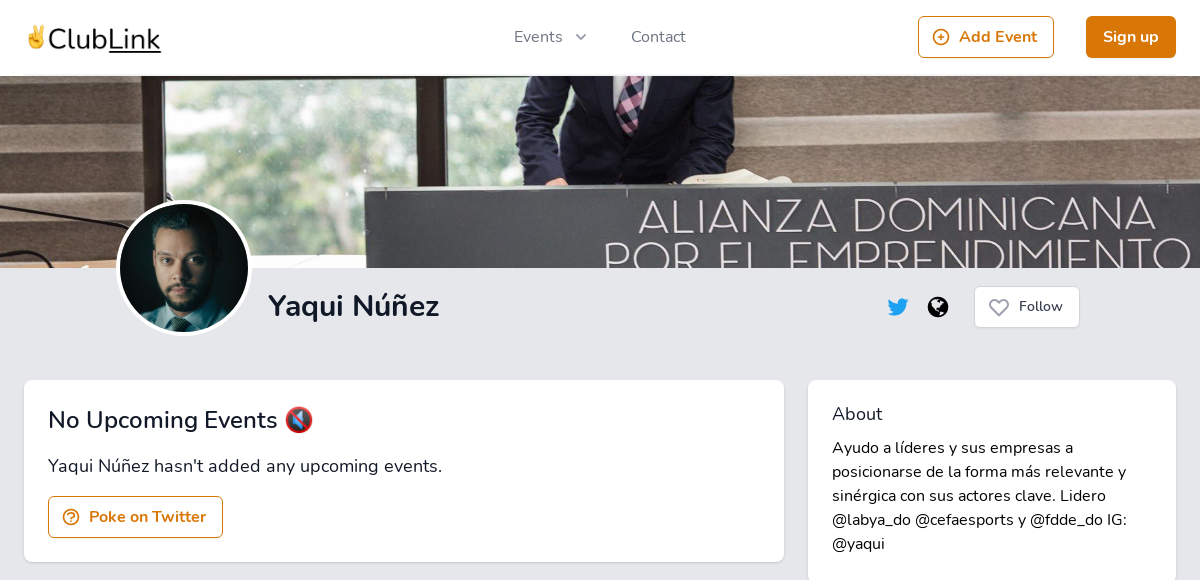 ClubLink
Events
Contact
Add Event
Sign up
ALIANZA DOMINICANA
POR EL EMPRENDIMIENTO
Yaqui Núñez
Follow
No Upcoming Events
Yaqui Núñez hasn't added any upcoming events.
Poke on Twitter
About
Ayudo a líderes y sus empresas a
posicionarse de la forma más relevante y
sinérgica con sus actores clave. Lidero
@labya_do @cefaesports y @fdde_do IG:
@yaqui